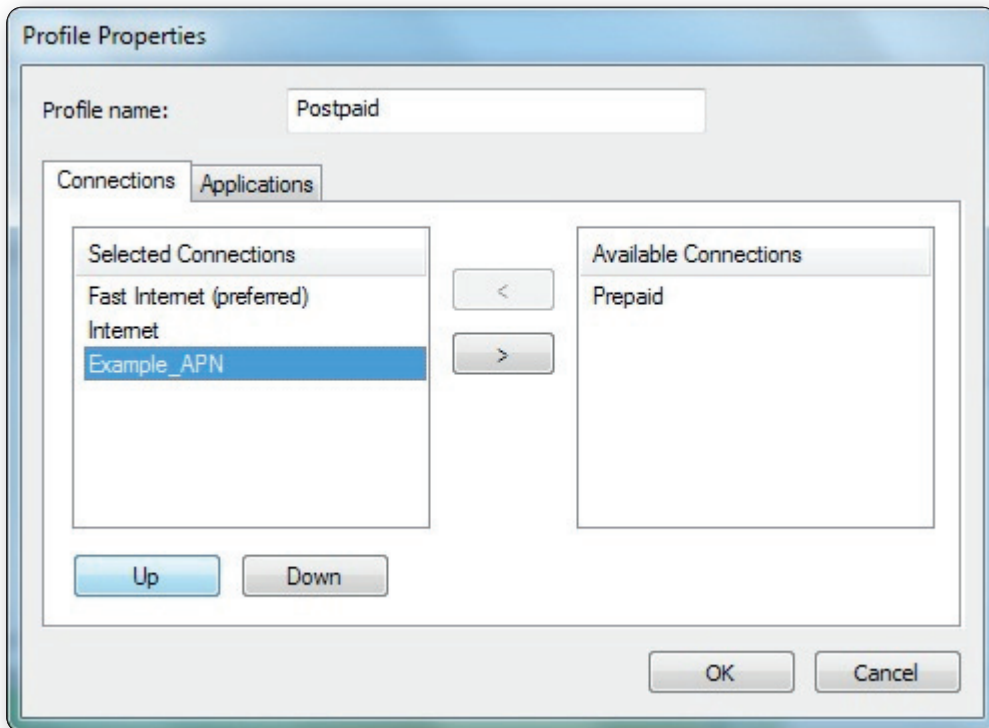 Profile Properties
Profile name: Postpaid
Connections Applications
Selected Connections
Fast Internet (preferred)
Internet
Example_APN
<
>
Available Connections
Prepaid
Up Down
OK Cancel